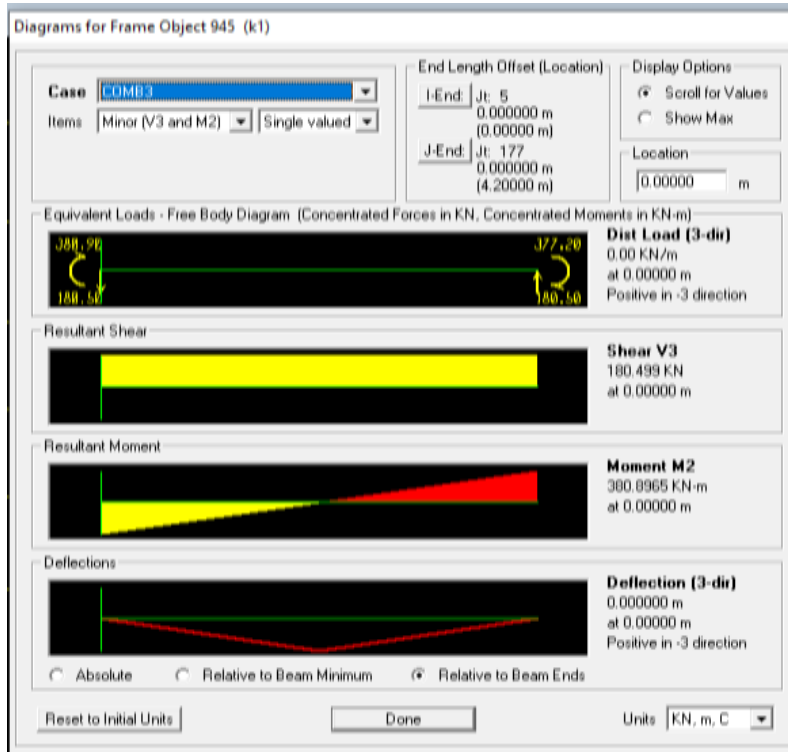 Diagrams for Frame Object 945 (k1)
Case COMB3
Items Minor (V3 and M2) Single valued
End Length Offset (Location)
I-End: Jt: 5
0.000000 m
(0.00000 m)
J-End: Jt: 177
0.000000 m
(4.20000 m)
Display Options
Scroll for Values
Show Max
Location
0.00000 m
Equivalent Loads - Free Body Diagram (Concentrated Forces in KN, Concentrated Moments in KN-m)
380.90 377.20
180.50 180.50
Dist Load (3-dir)
0.00 KN/m
at 0.00000 m
Positive in -3 direction
Resultant Shear
Shear V3
180.499 KN
at 0.00000 m
Resultant Moment
Moment M2
380.8965 KN-m
at 0.00000 m
Deflections
Deflection (3-dir)
0.000000 m
at 0.00000 m
Positive in -3 direction
Absolute Relative to Beam Minimum Relative to Beam Ends
Reset to Initial Units Done Units KN, m, C